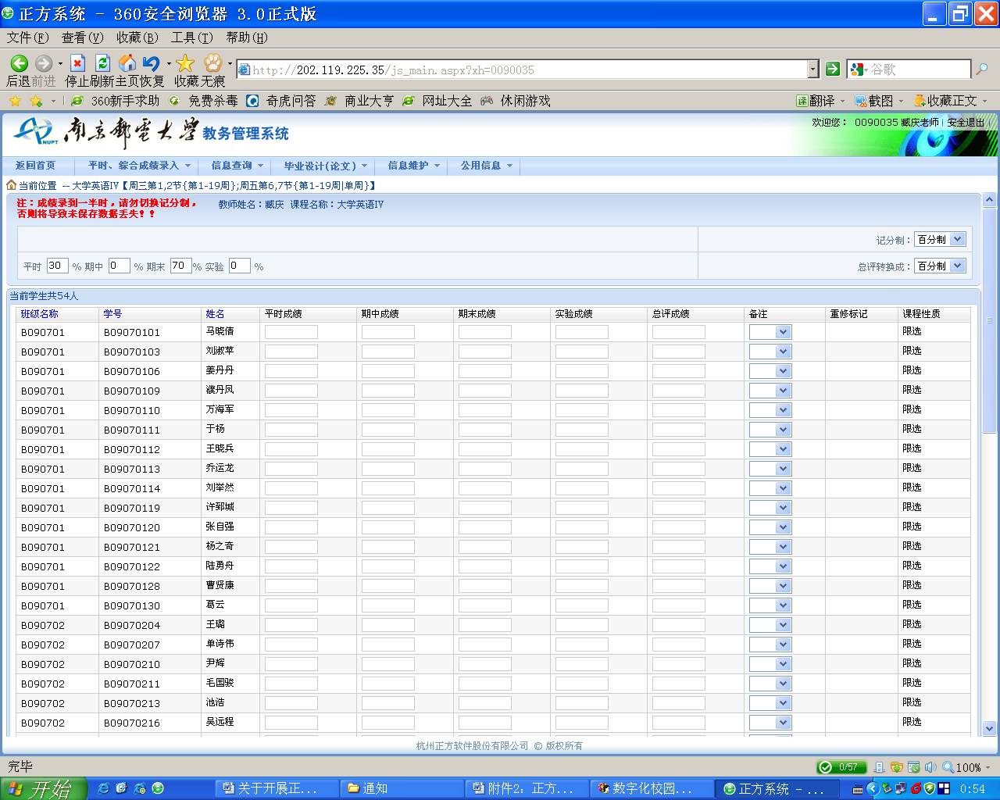 正方系统 - 360安全浏览器 3.0正式版
文件(F) 查看(V) 收藏(B) 工具(T) 帮助(H)
后退 前进 停止 刷新 主页 恢复 收藏 无痕 http://202.119.225.35/js_main.aspx?xh=0090035 谷歌
360新手求助 免费杀毒 奇虎问答 商业大亨 网址大全 休闲游戏 翻译 截图 收藏正文
南京邮电大学 教务管理系统 NUPT 欢迎您： 0090035 臧庆老师 安全退出
返回首页 平时、综合成绩录入 信息查询 毕业设计(论文) 信息维护 公用信息
当前位置 -- 大学英语IV【周三第1,2节{第1-19周};周五第6,7节{第1-19周|单周}】
注：成绩录到一半时，请勿切换记分制，
否则将导致未保存数据丢失！！
教师姓名：臧庆 课程名称：大学英语IV
记分制： 百分制
平时 30 % 期中 0 % 期末 70 % 实验 0 % 总评转换成： 百分制
当前学生共54人
班级名称 学号 姓名 平时成绩 期中成绩 期末成绩 实验成绩 总评成绩 备注 重修标记 课程性质
B090701 B09070101 马晓倩 限选
B090701 B09070103 刘淑苹 限选
B090701 B09070106 姜丹丹 限选
B090701 B09070109 濮丹凤 限选
B090701 B09070110 万海军 限选
B090701 B09070111 于杨 限选
B090701 B09070112 王晓兵 限选
B090701 B09070113 乔运龙 限选
B090701 B09070114 刘举然 限选
B090701 B09070119 许郅城 限选
B090701 B09070120 张自强 限选
B090701 B09070121 杨之奇 限选
B090701 B09070122 陆勇舟 限选
B090701 B09070128 曹贤康 限选
B090701 B09070130 葛云 限选
B090702 B09070204 王璐 限选
B090702 B09070207 单诗伟 限选
B090702 B09070210 尹辉 限选
B090702 B09070211 毛国骏 限选
B090702 B09070213 池浩 限选
B090702 B09070216 吴远程 限选
杭州正方软件股份有限公司 © 版权所有
完毕 0/57 100%
开始 关于开展正... 通知 附件2：正方... 数字化校园... 正方系统 - ... 0:54